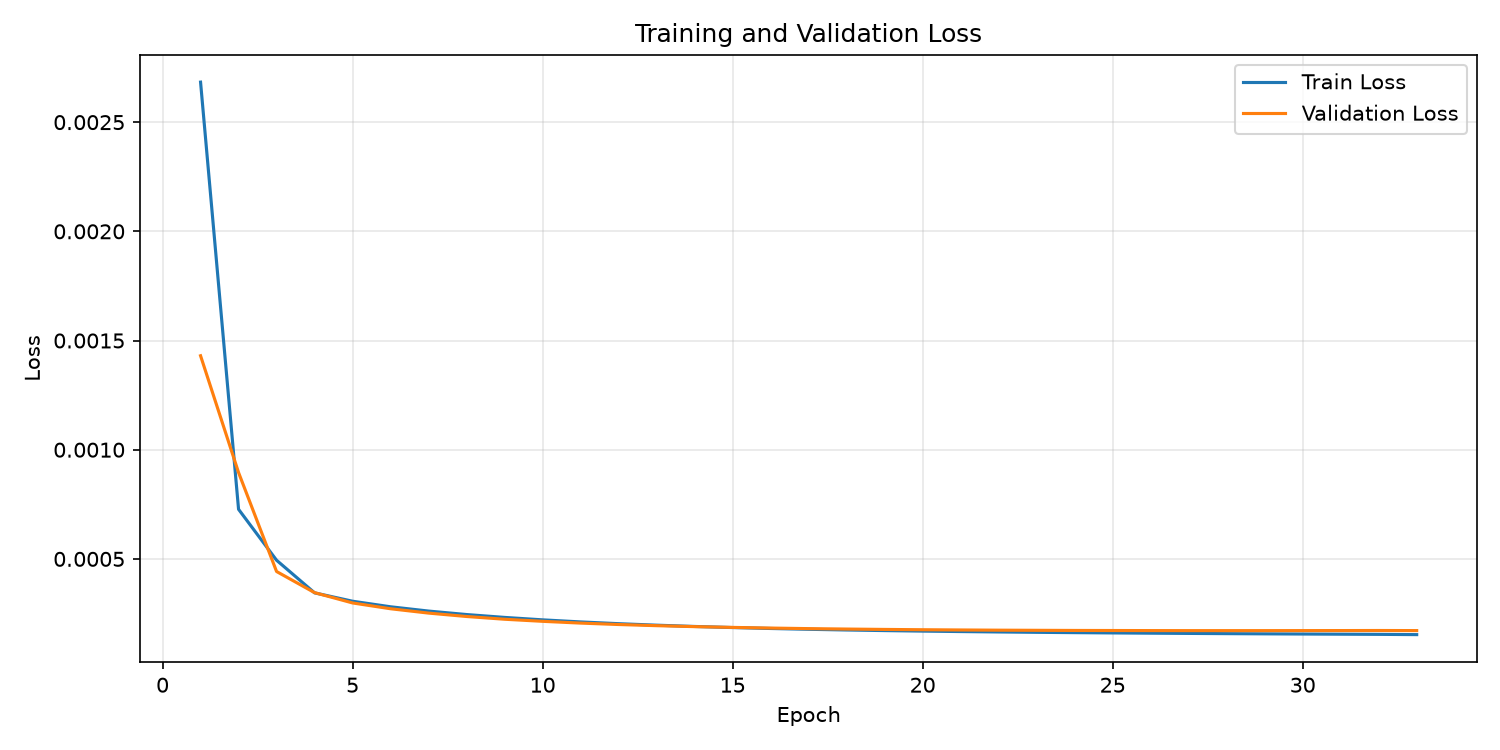 Training and Validation Loss
Train Loss
Validation Loss
0.0025
0.0020
0.0015
0.0010
0.0005
Loss
0 5 10 15 20 25 30
Epoch